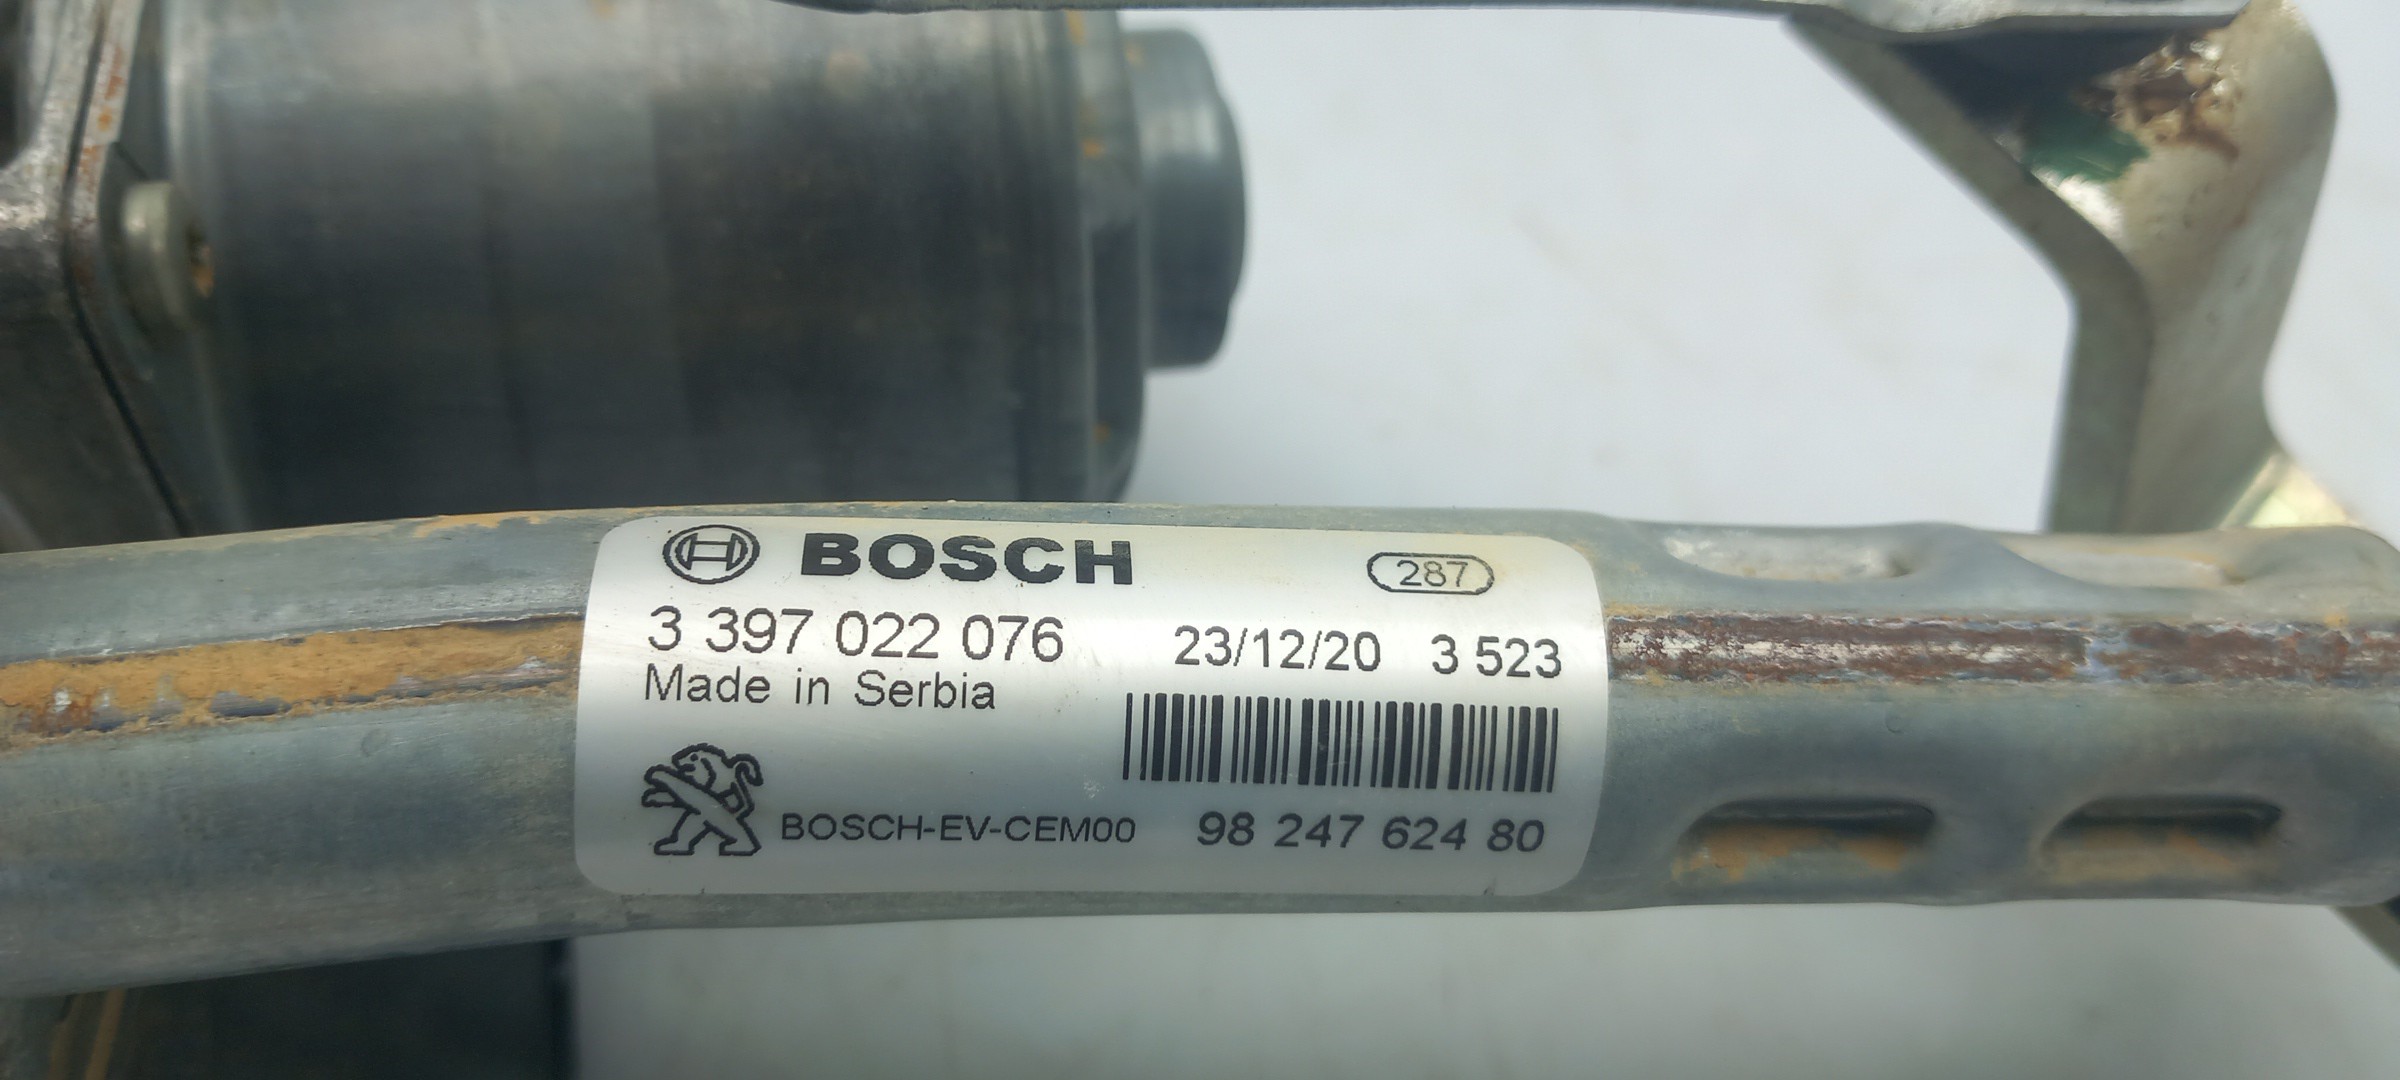 BOSCH 287
3 397 022 076 23/12/20 3 523
Made in Serbia
BOSCH-EV-CEM00 98 247 624 80